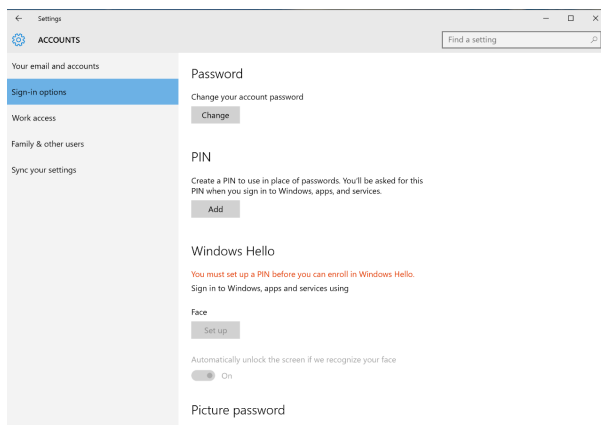 Settings
ACCOUNTS
Find a setting
Your email and accounts
Sign-in options
Work access
Family & other users
Sync your settings
Password
Change your account password
Change
PIN
Create a PIN to use in place of passwords. You'll be asked for this
PIN when you sign in to Windows, apps, and services.
Add
Windows Hello
You must set up a PIN before you can enroll in Windows Hello.
Sign in to Windows, apps and services using
Face
Set up
Automatically unlock the screen if we recognize your face
On
Picture password